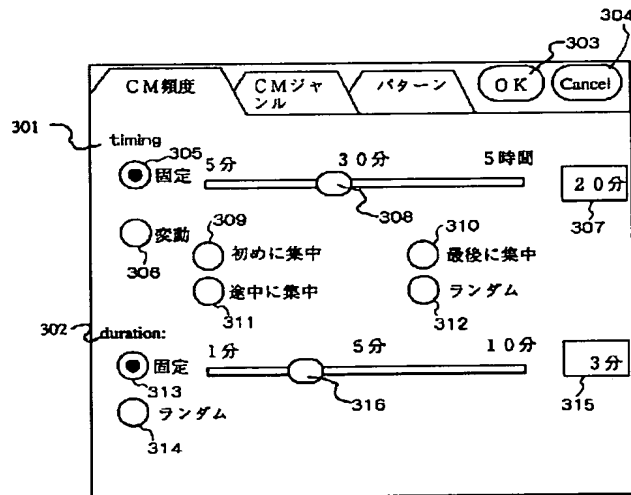 304
303
CM頻度
CMジャンル
パターン
OK
Cancel
301
timing
305
固定
5分
30分
5時間
20分
308
307
変動
306
309
初めに集中
310
最後に集中
途中に集中
311
ランダム
312
302
duration:
固定
313
1分
5分
10分
3分
316
315
ランダム
314